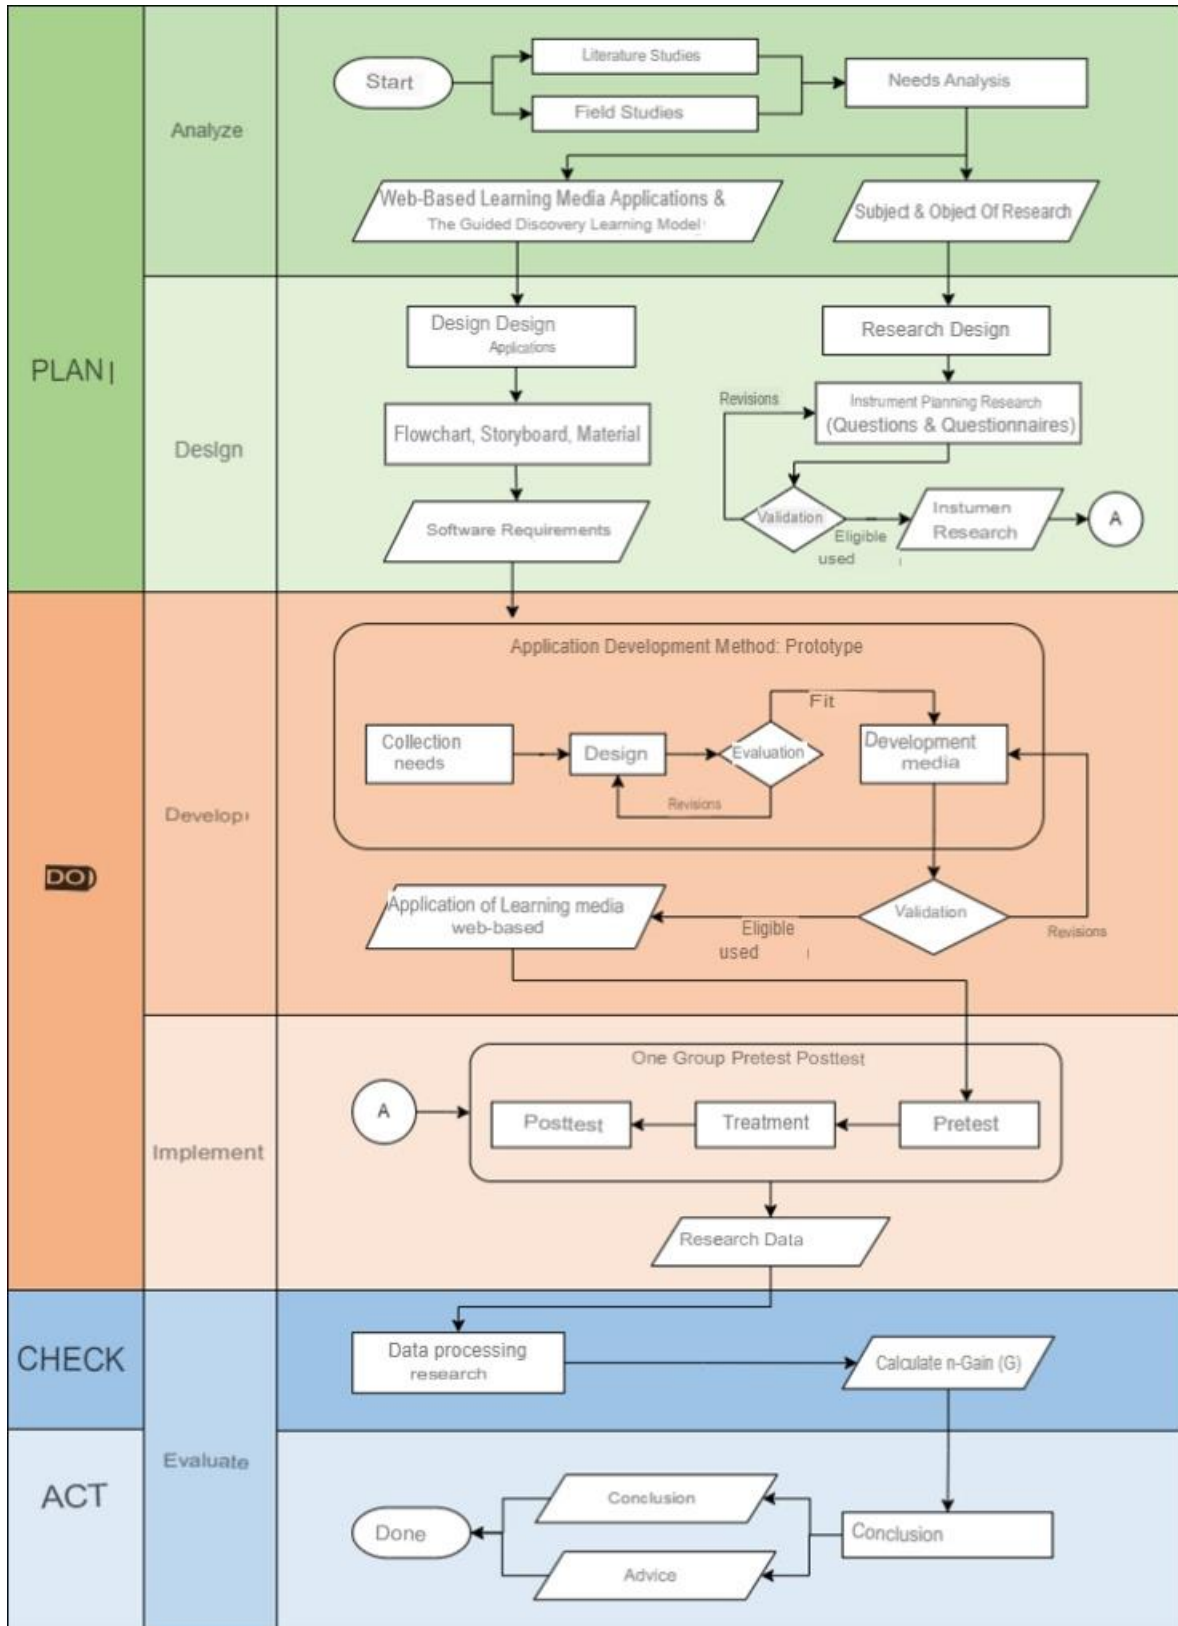 PLAN
Analyze
Start
Literature Studies
Field Studies
Needs Analysis
Web-Based Learning Media Applications &
The Guided Discovery Learning Model
Subject & Object Of Research
Design
Design Design
Applications
Flowchart, Storyboard, Material
Software Requirements
Research Design
Revisions
Instrument Planning Research
(Questions & Questionnaires)
Validation
Eligible
used
Instumen
Research
A
DO
Develop
Application Development Method: Prototype
Collection
needs
Design
Evaluation
Fit
Revisions
Development
media
Validation
Revisions
Eligible
used
Application of Learning media
web-based
Implement
One Group Pretest Posttest
A
Posttest
Treatment
Pretest
Research Data
CHECK
Evaluate
Data processing
research
Calculate n-Gain (G)
ACT
Conclusion
Conclusion
Advice
Done